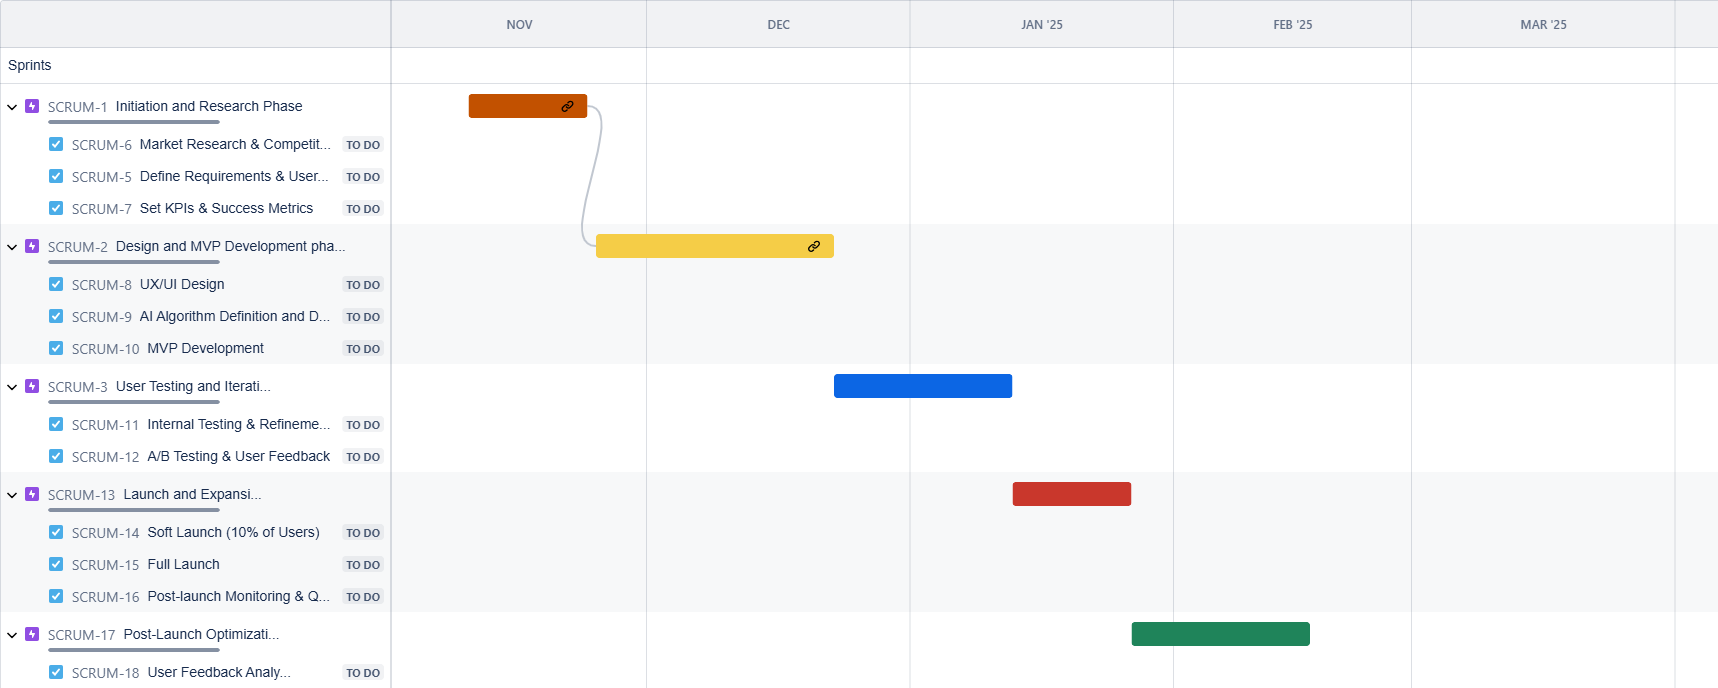 NOV DEC JAN '25 FEB '25 MAR '25
Sprints
SCRUM-1 Initiation and Research Phase
SCRUM-6 Market Research & Competit... TO DO
SCRUM-5 Define Requirements & User... TO DO
SCRUM-7 Set KPIs & Success Metrics TO DO
SCRUM-2 Design and MVP Development pha...
SCRUM-8 UX/UI Design TO DO
SCRUM-9 AI Algorithm Definition and D... TO DO
SCRUM-10 MVP Development TO DO
SCRUM-3 User Testing and Iterati...
SCRUM-11 Internal Testing & Refineme... TO DO
SCRUM-12 A/B Testing & User Feedback TO DO
SCRUM-13 Launch and Expansi...
SCRUM-14 Soft Launch (10% of Users) TO DO
SCRUM-15 Full Launch TO DO
SCRUM-16 Post-launch Monitoring & Q... TO DO
SCRUM-17 Post-Launch Optimizati...
SCRUM-18 User Feedback Analy... TO DO